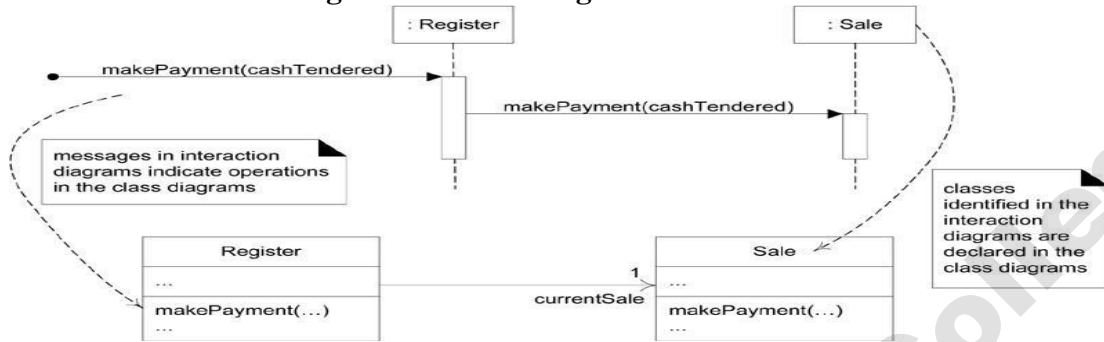 : Register
: Sale
makePayment(cashTendered)
makePayment(cashTendered)
messages in interaction
diagrams indicate operations
in the class diagrams
classes
identified in the
interaction
diagrams are
declared in the
class diagrams
Register
...
makePayment(...)
...
1
currentSale
Sale
...
makePayment(...)
...